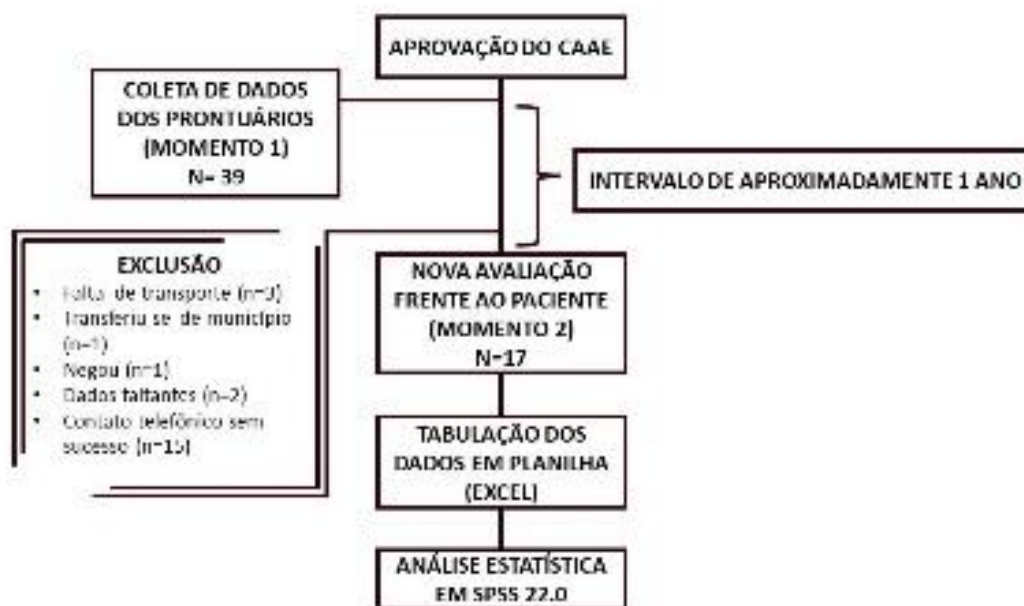 APROVAÇÃO DO CAAE
COLETA DE DADOS
DOS PRONTUÁRIOS
(MOMENTO 1)
N= 39
INTERVALO DE APROXIMADAMENTE 1 ANO
EXCLUSÃO
• Falta de transporte (n=3)
• Transferiu se de município
(n=1)
• Negou (n=1)
• Dados faltantes (n=2)
• Contato telefônico sem
sucesso (n=15)
NOVA AVALIAÇÃO
FRENTE AO PACIENTE
(MOMENTO 2)
N=17
TABULAÇÃO DOS
DADOS EM PLANILHA
(EXCEL)
ANÁLISE ESTATÍSTICA
EM SPSS 22.0